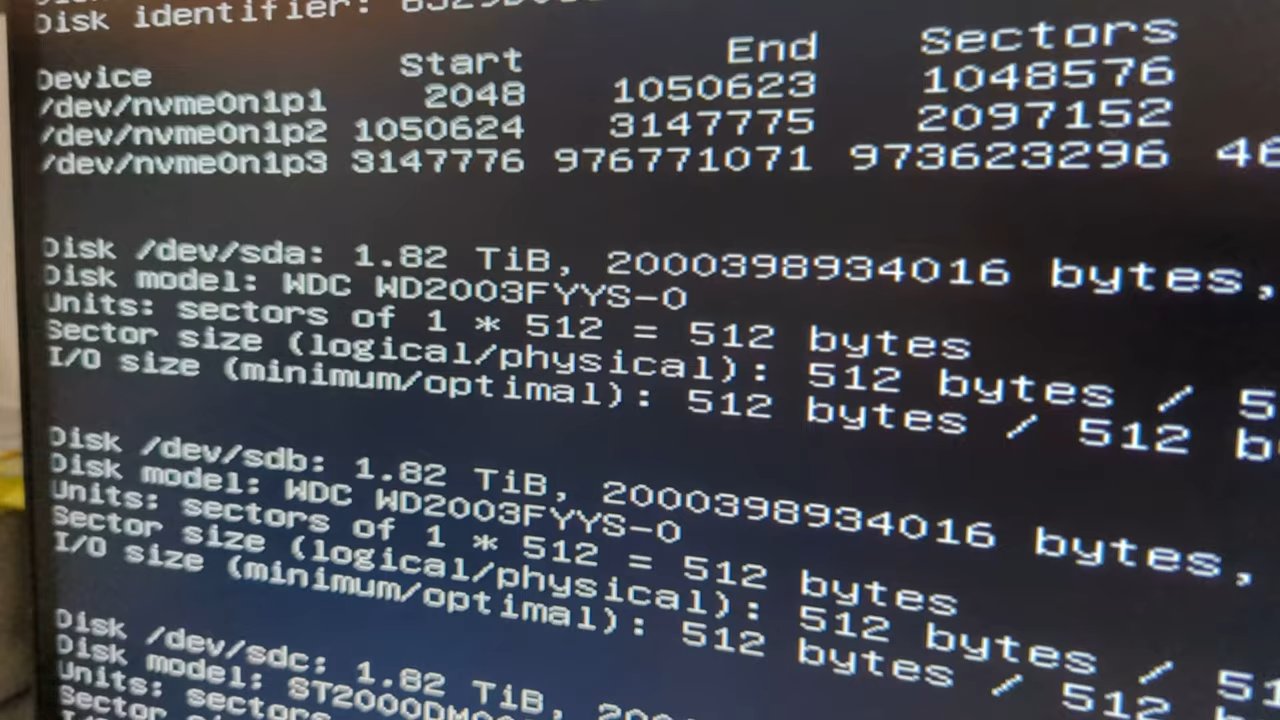 Disk identifier:
Device Start End Sectors
/dev/nvme0n1p1 2048 1050623 1048576
/dev/nvme0n1p2 1050624 3147775 2097152
/dev/nvme0n1p3 3147776 976771071 973623296 46
Disk /dev/sda: 1.82 TiB, 2000398934016 bytes,
Disk model: WDC WD2003FYYS-0
Units: sectors of 1 * 512 = 512 bytes
Sector size (logical/physical): 512 bytes / 5
I/O size (minimum/optimal): 512 bytes / 512 b
Disk /dev/sdb: 1.82 TiB, 2000398934016 bytes,
Disk model: WDC WD2003FYYS-0
Units: sectors of 1 * 512 = 512 bytes
Sector size (logical/physical): 512 bytes / 51
I/O size (minimum/optimal): 512 bytes / 512 b
Disk /dev/sdc: 1.82 TiB,
Disk model:
Units: sectors
Sector